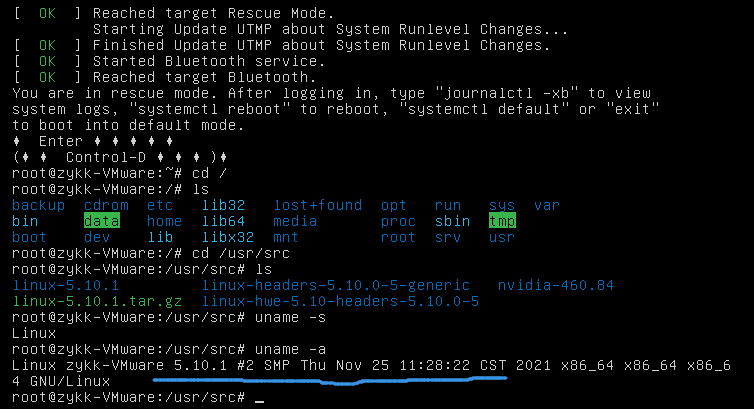 [  OK  ] Reached target Rescue Mode.
         Starting Update UTMP about System Runlevel Changes...
[  OK  ] Finished Update UTMP about System Runlevel Changes.
[  OK  ] Started Bluetooth service.
[  OK  ] Reached target Bluetooth.
You are in rescue mode. After logging in, type "journalctl -xb" to view
system logs, "systemctl reboot" to reboot, "systemctl default" or "exit"
to boot into default mode.
♦  Enter ♦ ♦ ♦ ♦ ♦
(♦ ♦  Control-D ♦ ♦ ♦ )♦
root@zykk-VMware:~# cd /
root@zykk-VMware:/# ls
backup  cdrom  etc   lib32   lost+found  opt   run   sys  var
bin     data   home  lib64   media       proc  sbin  tmp
boot    dev    lib   libx32  mnt         root  srv   usr
root@zykk-VMware:/# cd /usr/src
root@zykk-VMware:/usr/src# ls
linux-5.10.1         linux-headers-5.10.0-5-generic    nvidia-460.84
linux-5.10.1.tar.gz  linux-hwe-5.10-headers-5.10.0-5
root@zykk-VMware:/usr/src# uname -s
Linux
root@zykk-VMware:/usr/src# uname -a
Linux zykk-VMware 5.10.1 #2 SMP Thu Nov 25 11:28:22 CST 2021 x86_64 x86_64 x86_6
4 GNU/Linux
root@zykk-VMware:/usr/src# _